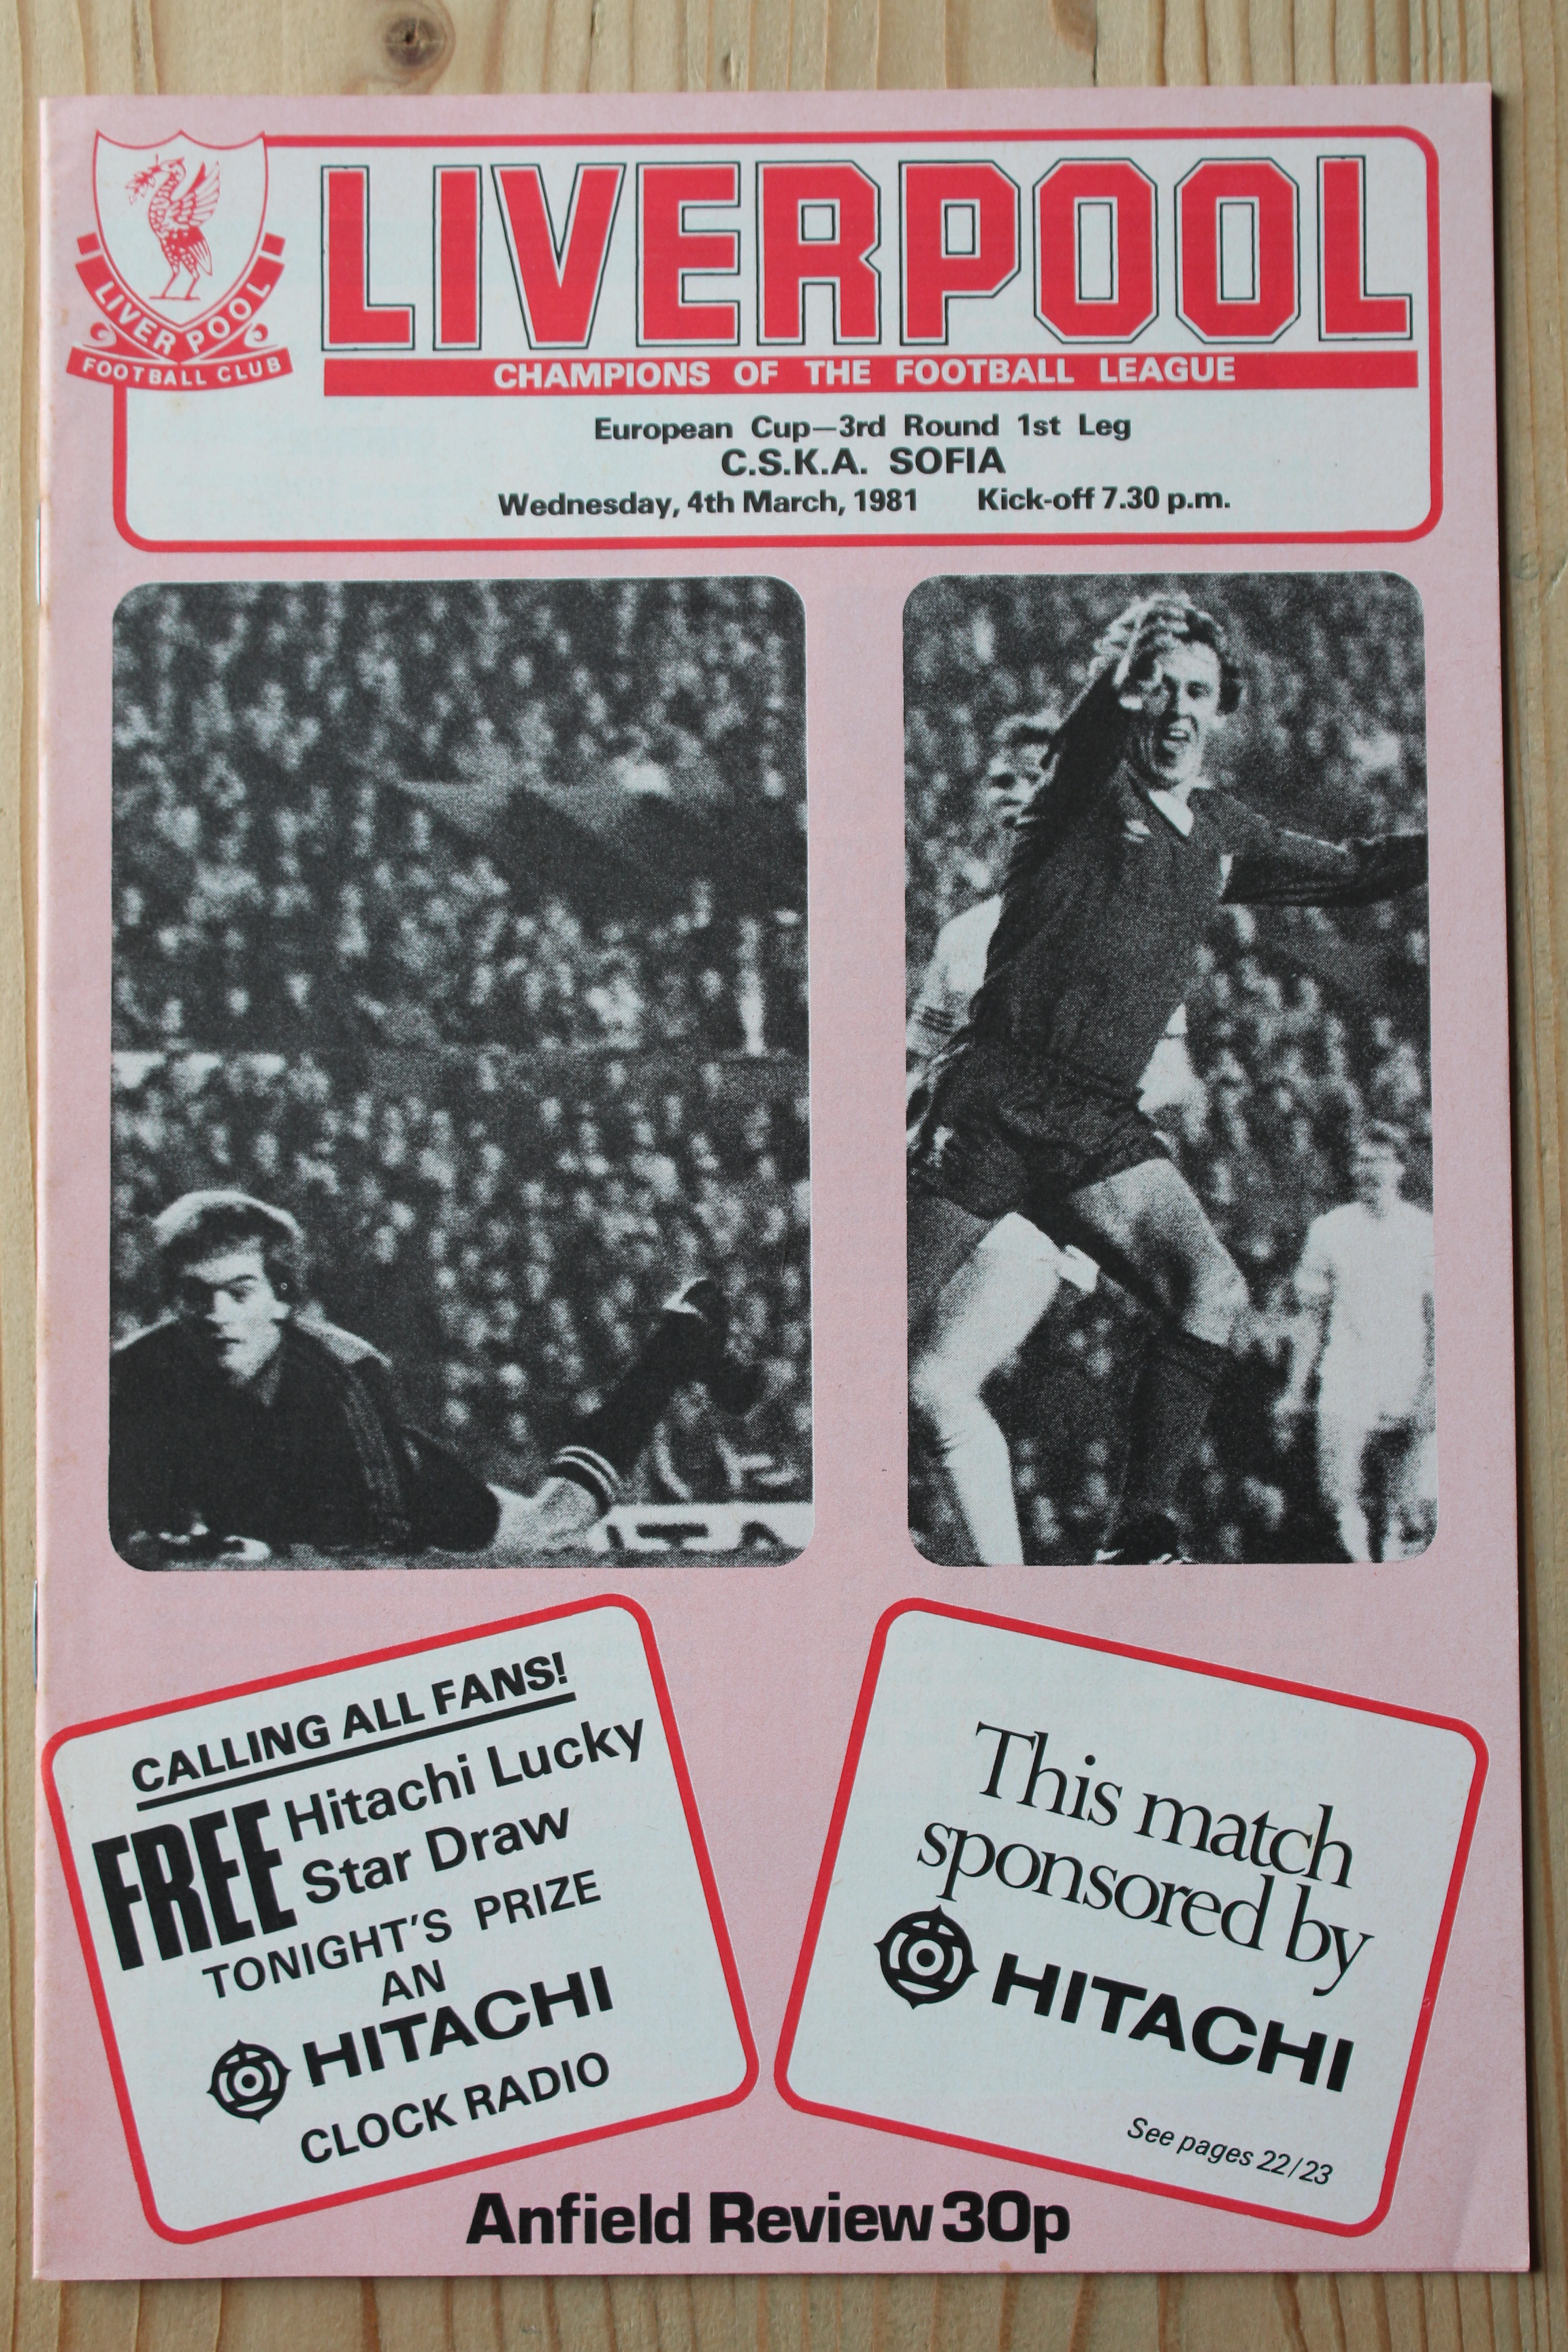 LIVERPOOL
FOOTBALL CLUB
LIVERPOOL
CHAMPIONS OF THE FOOTBALL LEAGUE
European Cup—3rd Round 1st Leg
C.S.K.A. SOFIA
Wednesday, 4th March, 1981 Kick-off 7.30 p.m.
CALLING ALL FANS!
FREE Hitachi Lucky
Star Draw
TONIGHT'S PRIZE
AN
HITACHI
CLOCK RADIO
This match
sponsored by
HITACHI
See pages 22/23
Anfield Review 30p